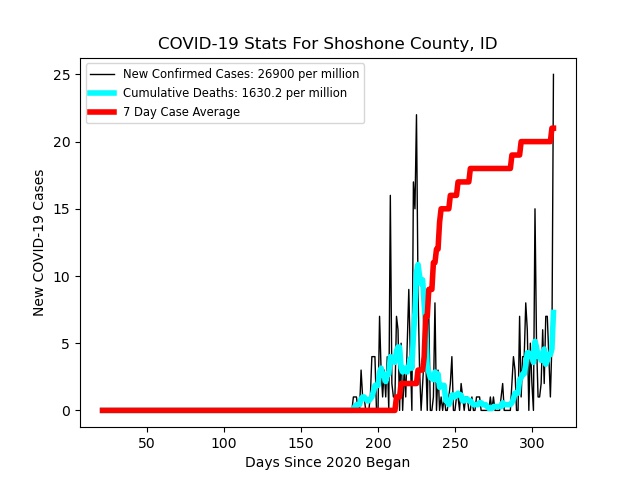 COVID-19 Stats For Shoshone County, ID
New Confirmed Cases: 26900 per million
Cumulative Deaths: 1630.2 per million
7 Day Case Average
New COVID-19 Cases
25
20
15
10
5
0
50 100 150 200 250 300
Days Since 2020 Began